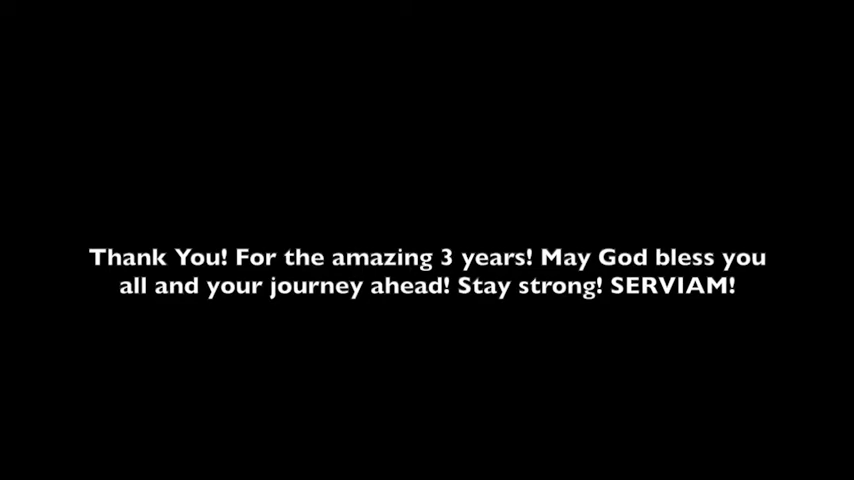 Thank You! For the amazing 3 years! May God bless you
all and your journey ahead! Stay strong! SERVIAM!